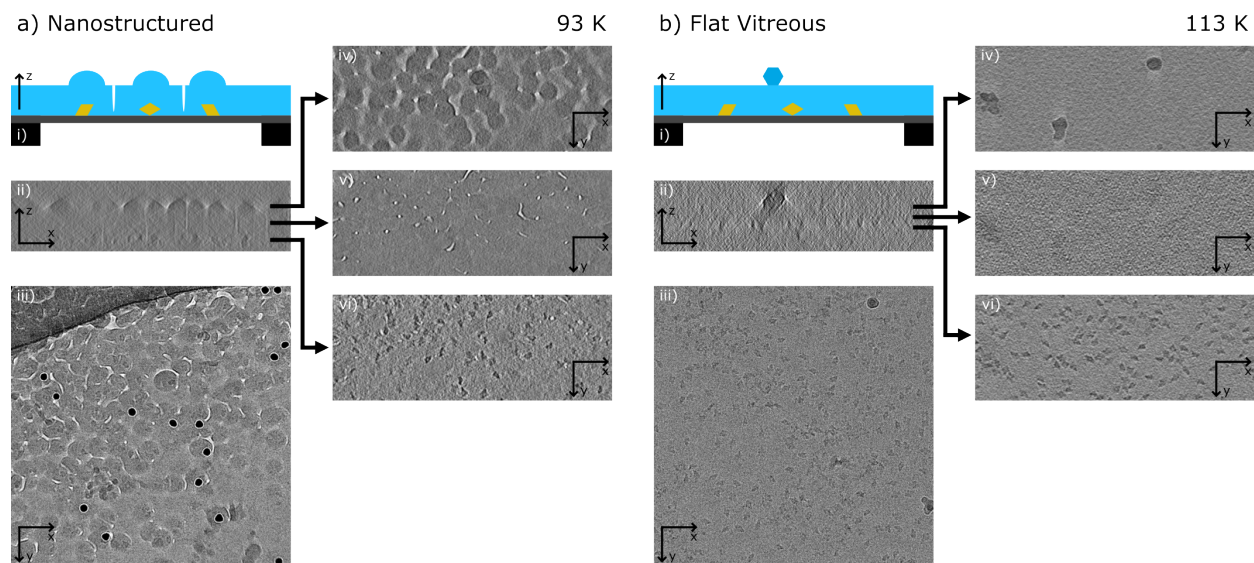 a) Nanostructured 93 K
z
i)
ii)
z
x
iii)
x
y
iv)
x
y
v)
x
y
vi)
x
y
b) Flat Vitreous 113 K
z
i)
ii)
z
x
iii)
x
y
iv)
x
y
v)
x
y
vi)
x
y